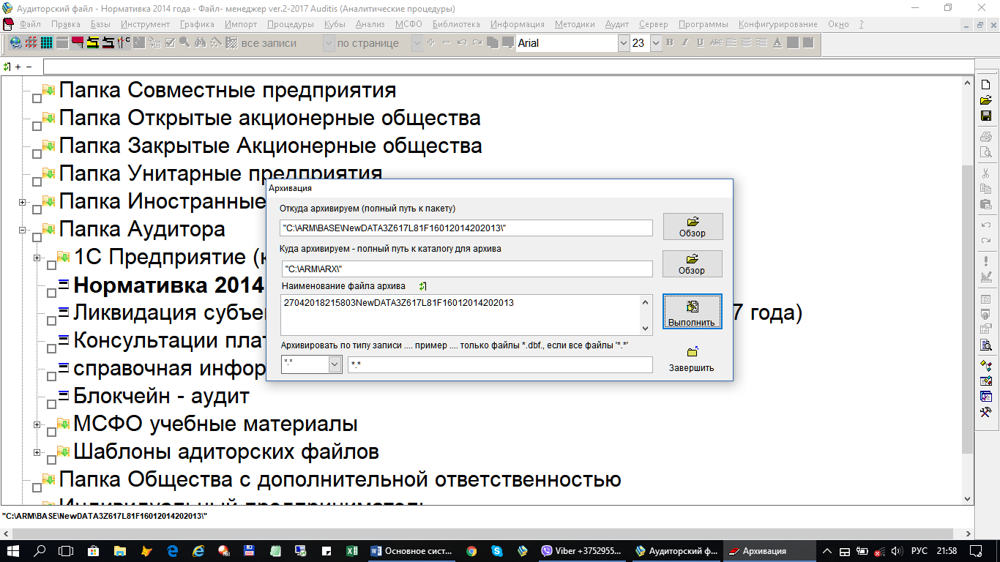 Аудиторский файл - Нормативка 2014 года - Файл- менеджер ver.2-2017 Auditis (Аналитические процедуры)
Файл Правка Базы Инструмент Графика Импорт Процедуры Кубы Анализ МСФО Библиотека Информация Методики Аудит Сервер Программы Конфигурирование Окно ?
все записи по странице Arial 23 B I U ABC A
+ −
Папка Совместные предприятия
Папка Открытые акционерные общества
Папка Закрытые Акционерные общества
Папка Унитарные предприятия
Папка Иностранные
Папка Аудитора
1С Предприятие (к
Нормативка 2014
Ликвидация субъе 7 года)
Консультации плат
справочная инфор
Блокчейн - аудит
МСФО учебные материалы
Шаблоны адиторских файлов
Папка Общества с дополнительной ответственностью
Индивидуальный предприниматель
Архивация
Откуда архивируем (полный путь к пакету)
"C:\ARM\BASE\NewDATA3Z617L81F16012014202013\"
Обзор
Куда архивируем - полный путь к каталогу для архива
"C:\ARM\ARX\"
Обзор
Наименование файла архива
27042018215803NewDATA3Z617L81F16012014202013
Выполнить
Архивировать по типу записи .... пример .... только файлы *.dbf., если все файлы '*.*'
*.* *.*
Завершить
"C:\ARM\BASE\NewDATA3Z617L81F16012014202013\"
Основное сист... Viber +3752955... Аудиторский ф... Архивация РУС 21:58